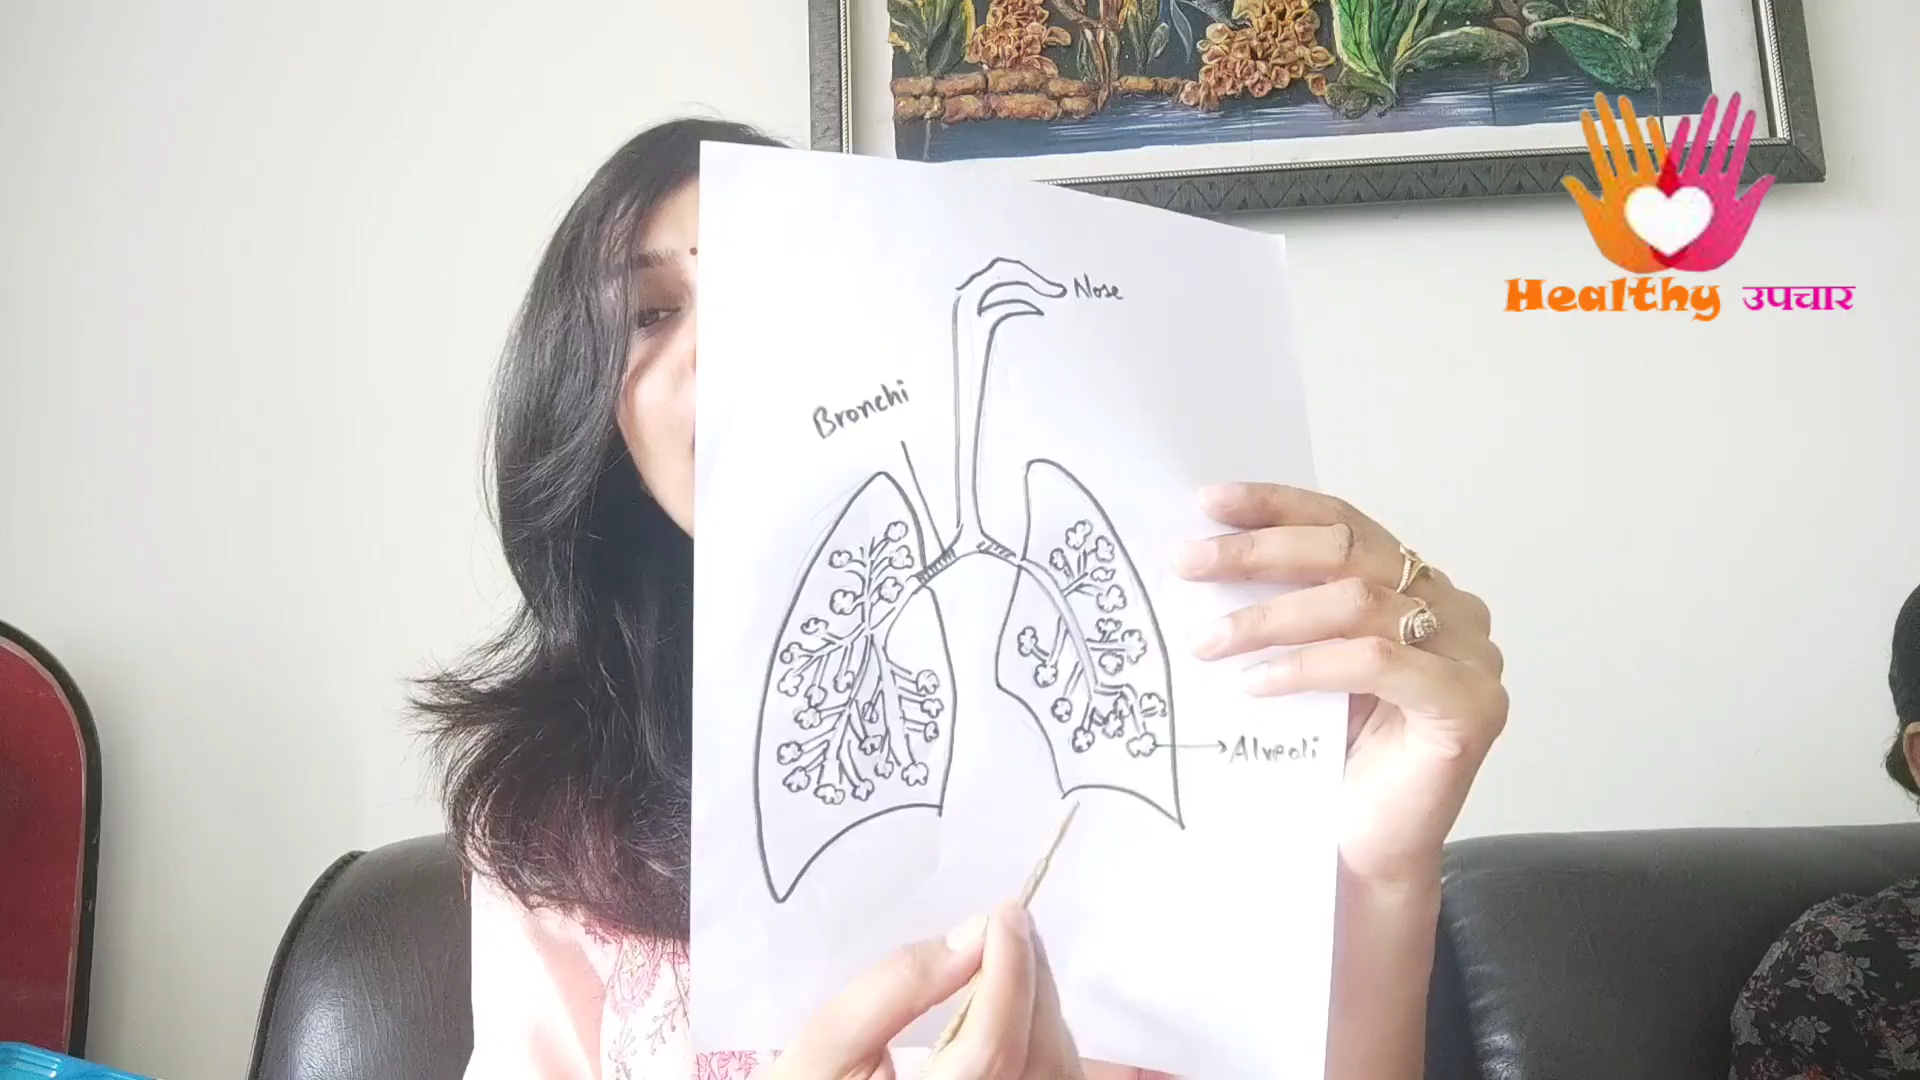 Nose
Healthy उपचार
Bronchi
Alveoli